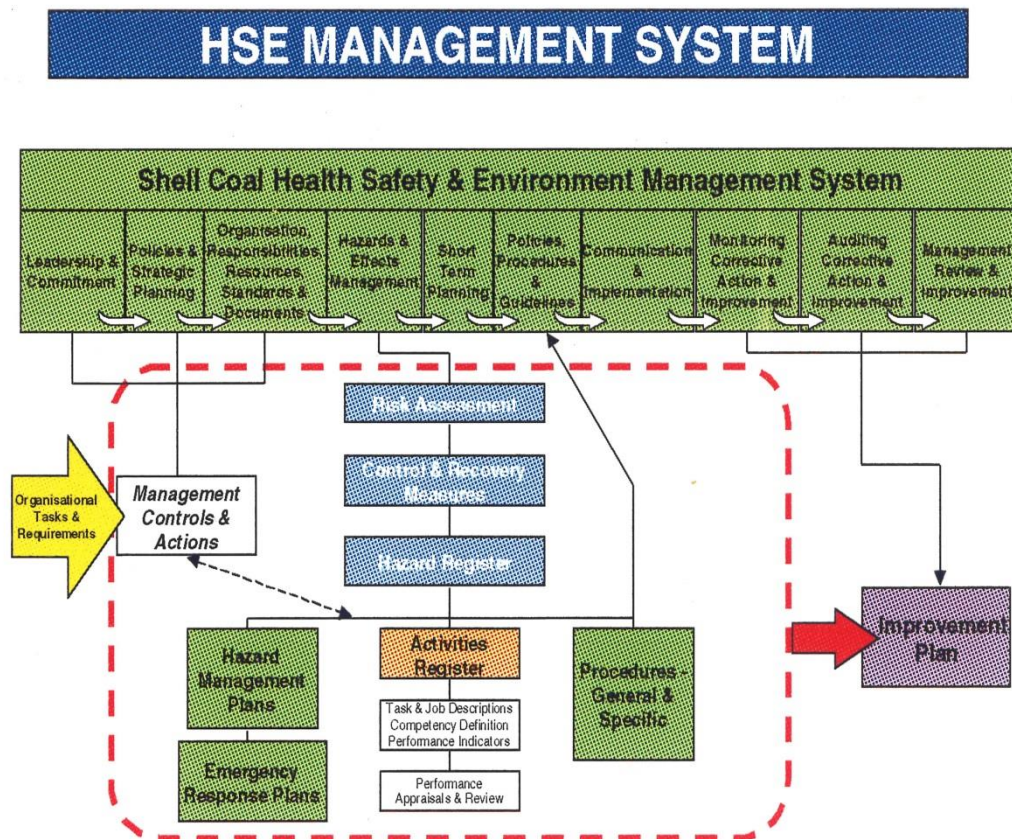 HSE MANAGEMENT SYSTEM
Shell Coal Health Safety & Environment Management System
Leadership &
Commitment
Policies &
Strategic
Planning
Organisation,
Responsibilities,
Resources,
Standards &
Documents
Hazards &
Effects
Management
Short
Term
Planning
Policies,
Procedures
&
Guidelines
Communication
&
Implementation
Monitoring
Corrective
Action &
Improvement
Auditing
Corrective
Action
& Improvement
Management
Review &
Improvement
Risk Assessment
Control & Recovery
Measures
Hazard Register
Organisational
Tasks &
Requirements
Management
Controls &
Actions
Hazard
Management
Plans
Emergency
Response Plans
Activities
Register
Task & Job Descriptions
Competency Definition
Performance Indicators
Performance
Appraisals & Review
Procedures -
General &
Specific
Improvement
Plan